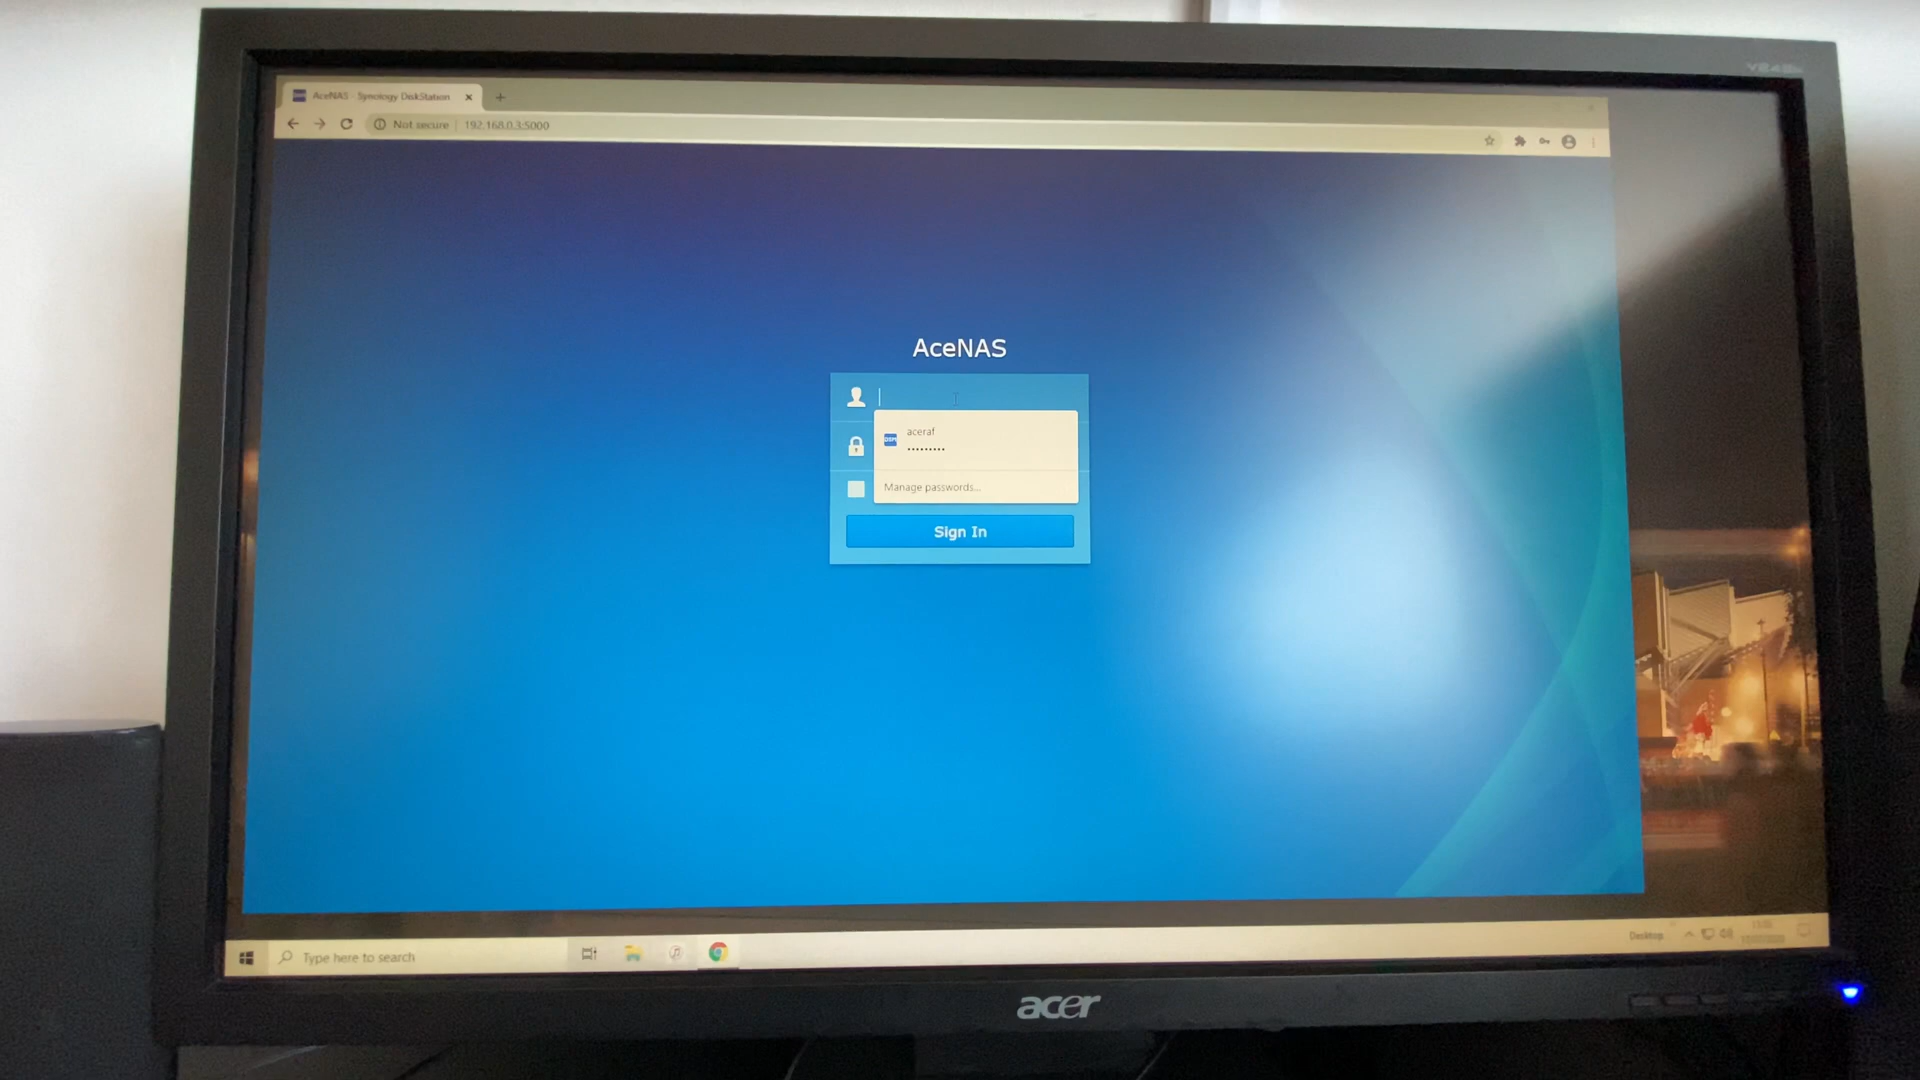 AceNAS - Synology DiskStation
Not secure | 192.168.0.3:5000
AceNAS
aceraf
•••••••••
Manage passwords...
Sign In
Type here to search
Desktop
acer